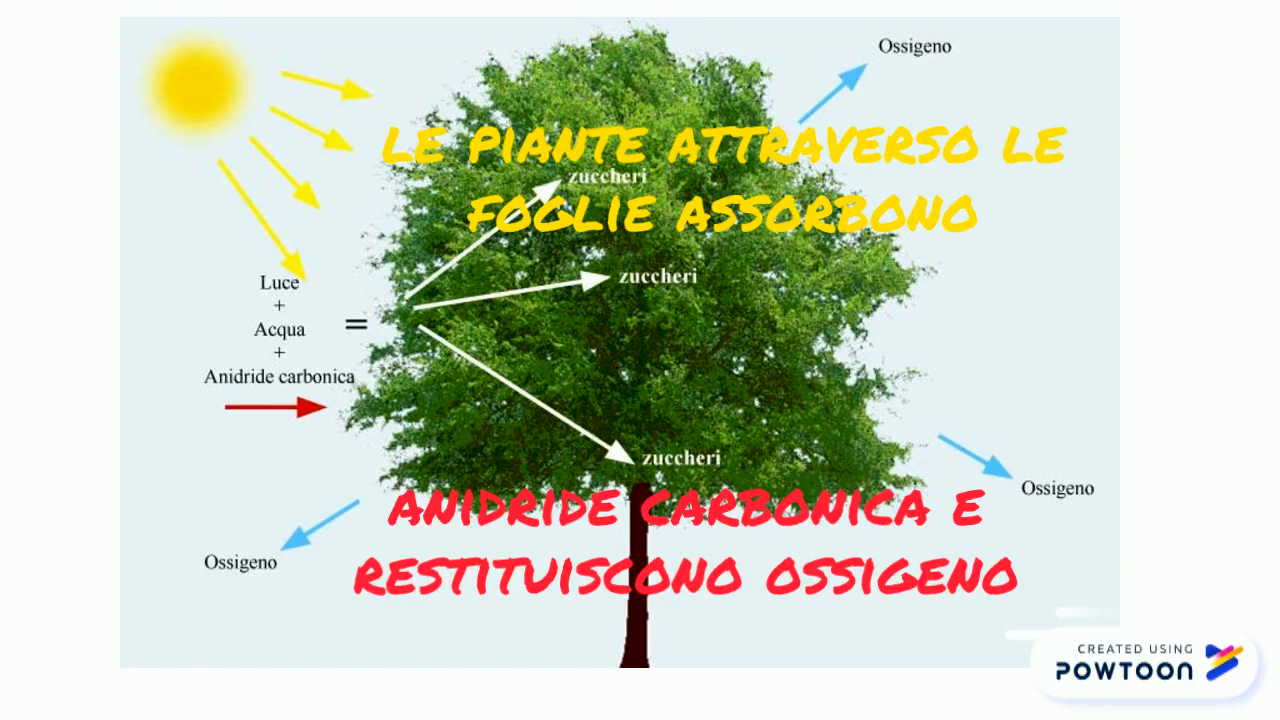 Ossigeno
LE PIANTE ATTRAVERSO LE
zuccheri
FOGLIE ASSORBONO
zuccheri
Luce
+
Acqua
=
+
Anidride carbonica
zuccheri
Ossigeno
ANIDRIDE CARBONICA E
Ossigeno
RESTITUISCONO OSSIGENO
CREATED USING
POWTOON